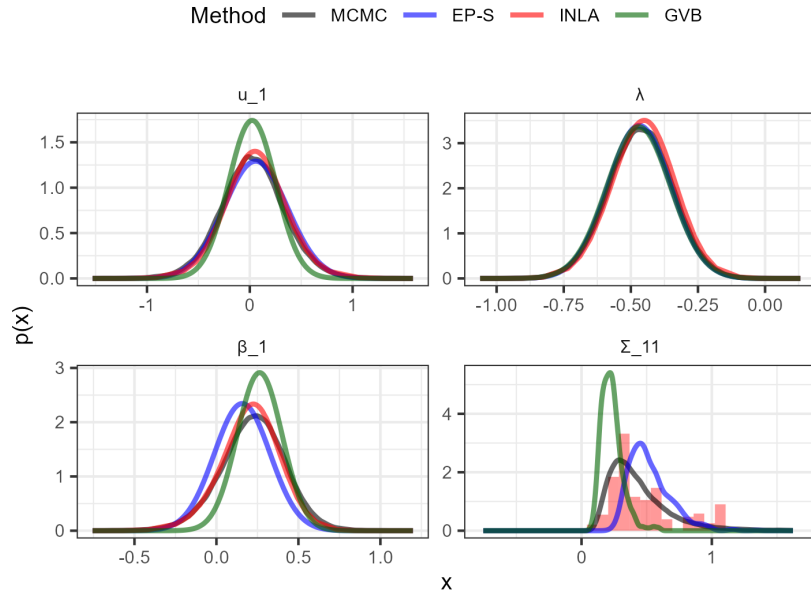 Method MCMC EP-S INLA GVB
u_1 λ
1.5
1.0
0.5
0.0
3
2
1
0
-1 0 1
-1.00 -0.75 -0.50 -0.25 0.00
p(x)
β_1 Σ_11
3
2
1
0
4
2
0
-0.5 0.0 0.5 1.0
0 1
x